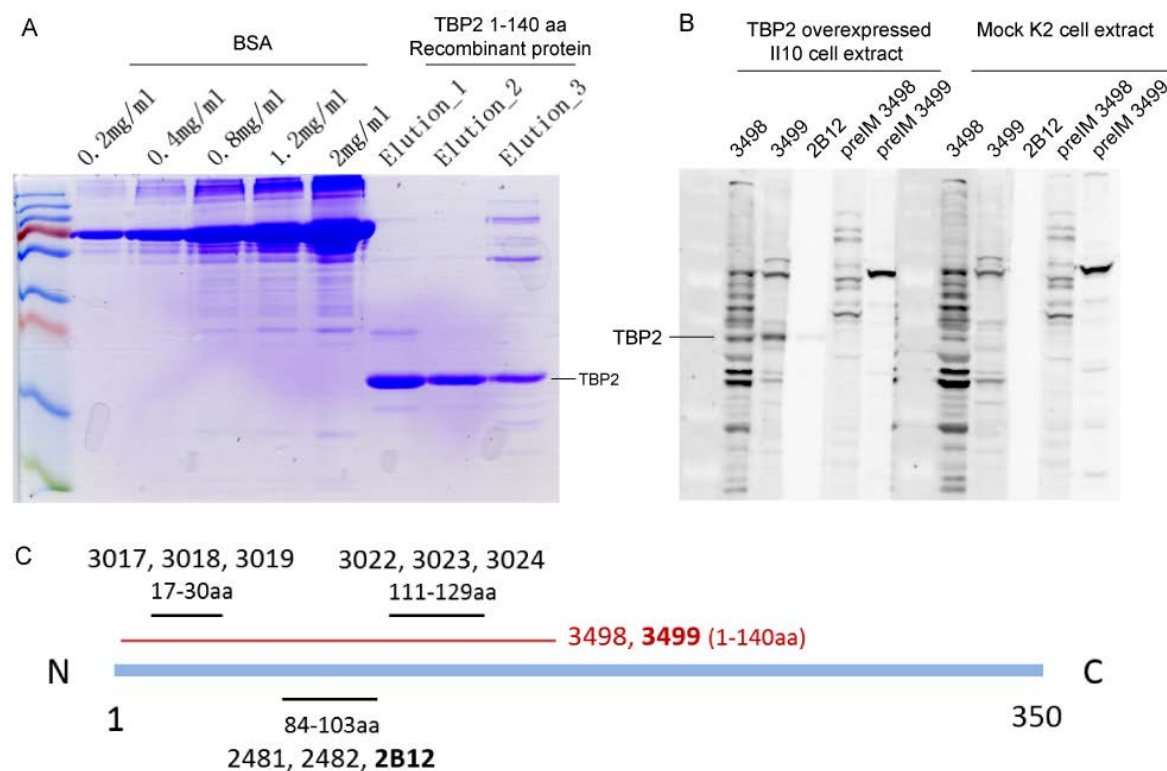 A
BSA
TBP2 1-140 aa
Recombinant protein
0.2mg/ml
0.4mg/ml
0.8mg/ml
1.2mg/ml
2mg/ml
Elution_1
Elution_2
Elution_3
TBP2
B
TBP2 overexpressed
II10 cell extract
Mock K2 cell extract
3498
3499
2B12
preIM 3498
preIM 3499
3498
3499
2B12
preIM 3498
preIM 3499
TBP2
C
3017, 3018, 3019
3022, 3023, 3024
17-30aa
111-129aa
3498, 3499 (1-140aa)
N
C
1
84-103aa
350
2481, 2482, 2B12